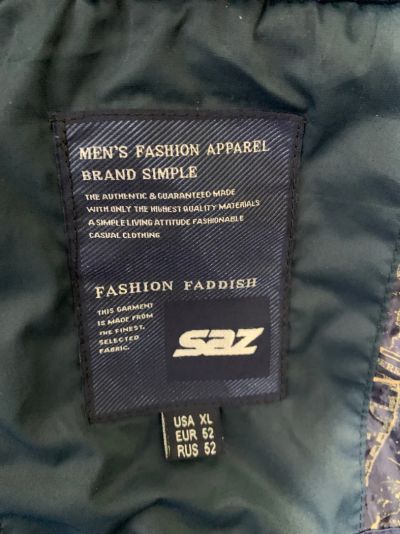 MEN'S FASHION APPAREL
BRAND SIMPLE
THE AUTHENTIC & GUARANTEED MADE
WITH ONLY THE HIGHEST QUALITY MATERIALS
A SIMPLE LIVING ATTITUDE FASHIONABLE
CASUAL CLOTHING
FASHION FADDISH
THIS GARMENT
IS MADE FROM
THE FINEST,
SELECTED
FABRIC.
saz
USA XL
EUR 52
RUS 52